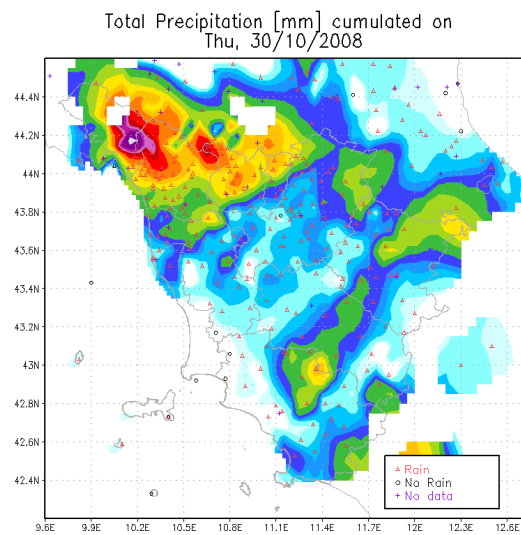 Total Precipitation [mm] cumulated on
Thu, 30/10/2008
44.4N
44.2N
44N
43.8N
43.6N
43.4N
43.2N
43N
42.8N
42.6N
42.4N
Rain
No Rain
No data
9.6E 9.9E 10.2E 10.5E 10.8E 11.1E 11.4E 11.7E 12E 12.3E 12.6E